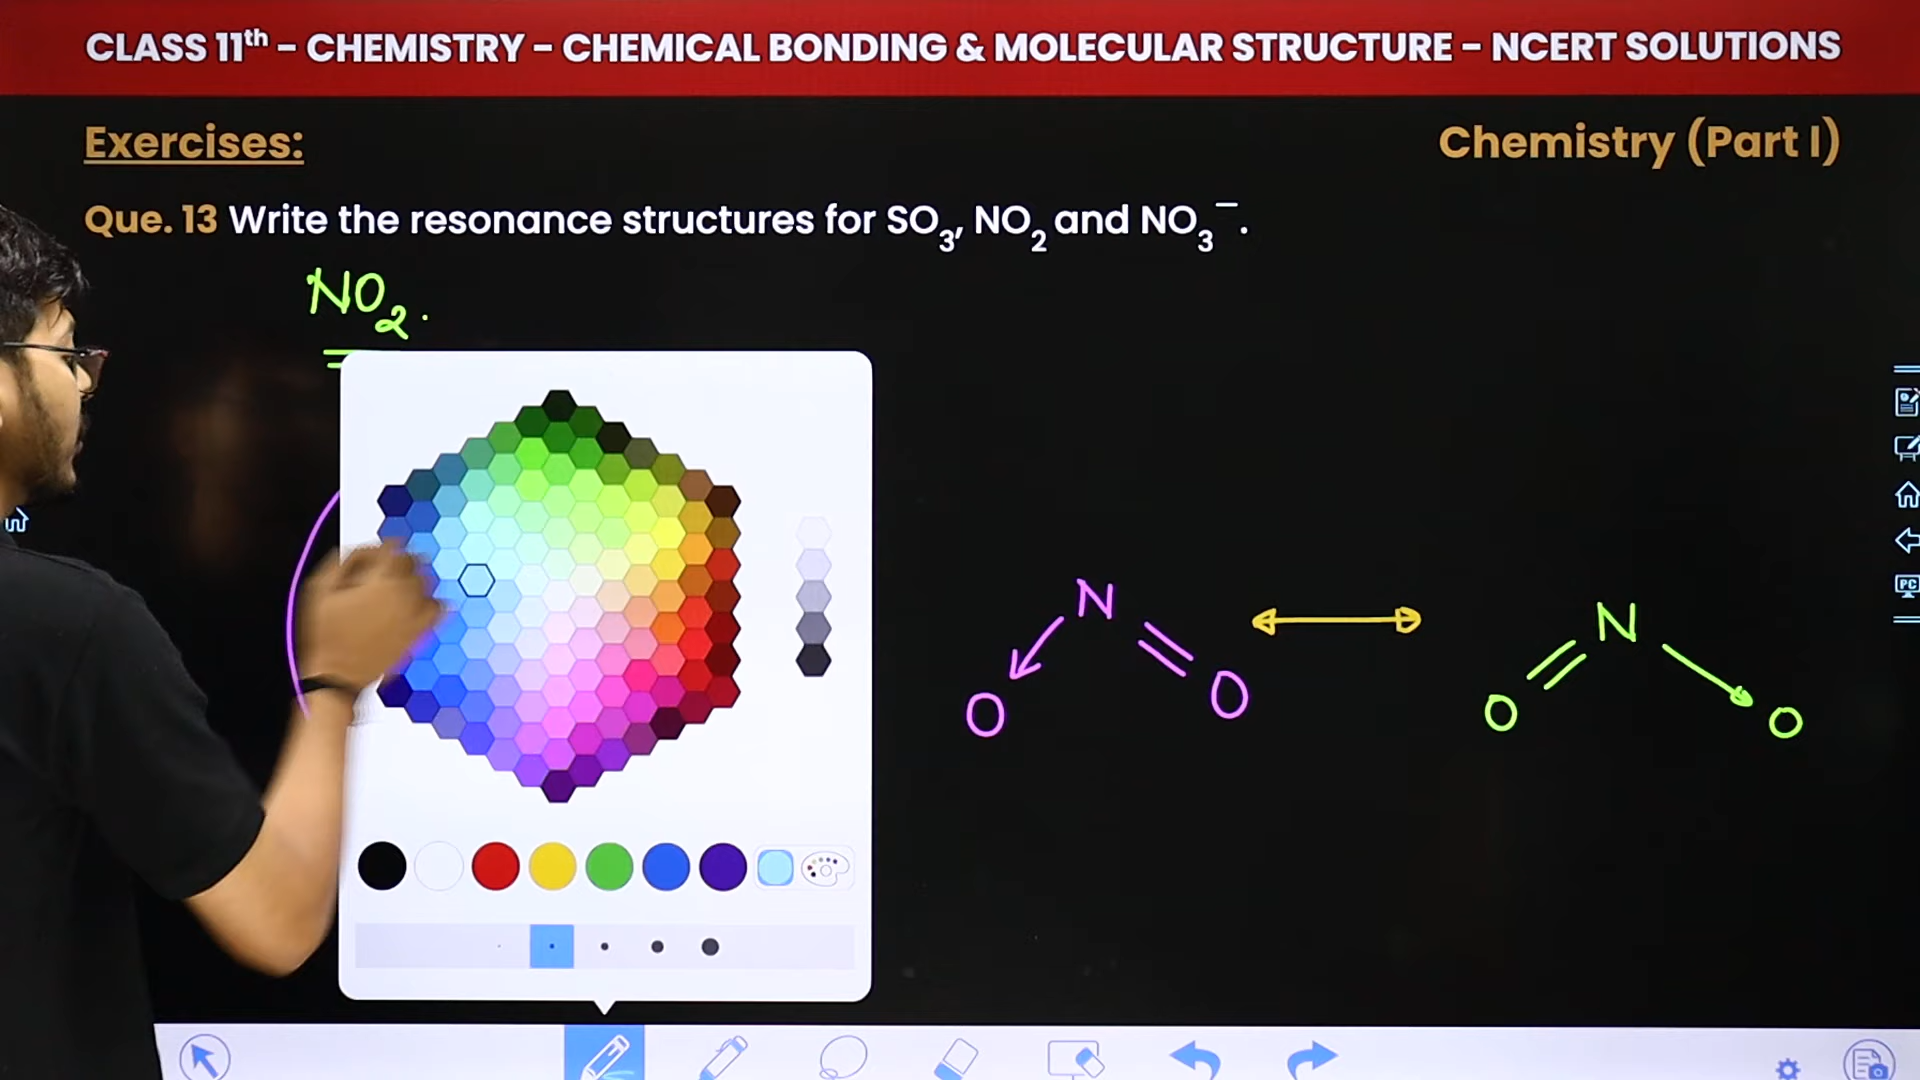 CLASS 11th – CHEMISTRY – CHEMICAL BONDING & MOLECULAR STRUCTURE – NCERT SOLUTIONS
Exercises:
Chemistry (Part I)
Que. 13 Write the resonance structures for SO3, NO2 and NO3⁻.
NO2.
N
O
O
N
O
O
PC